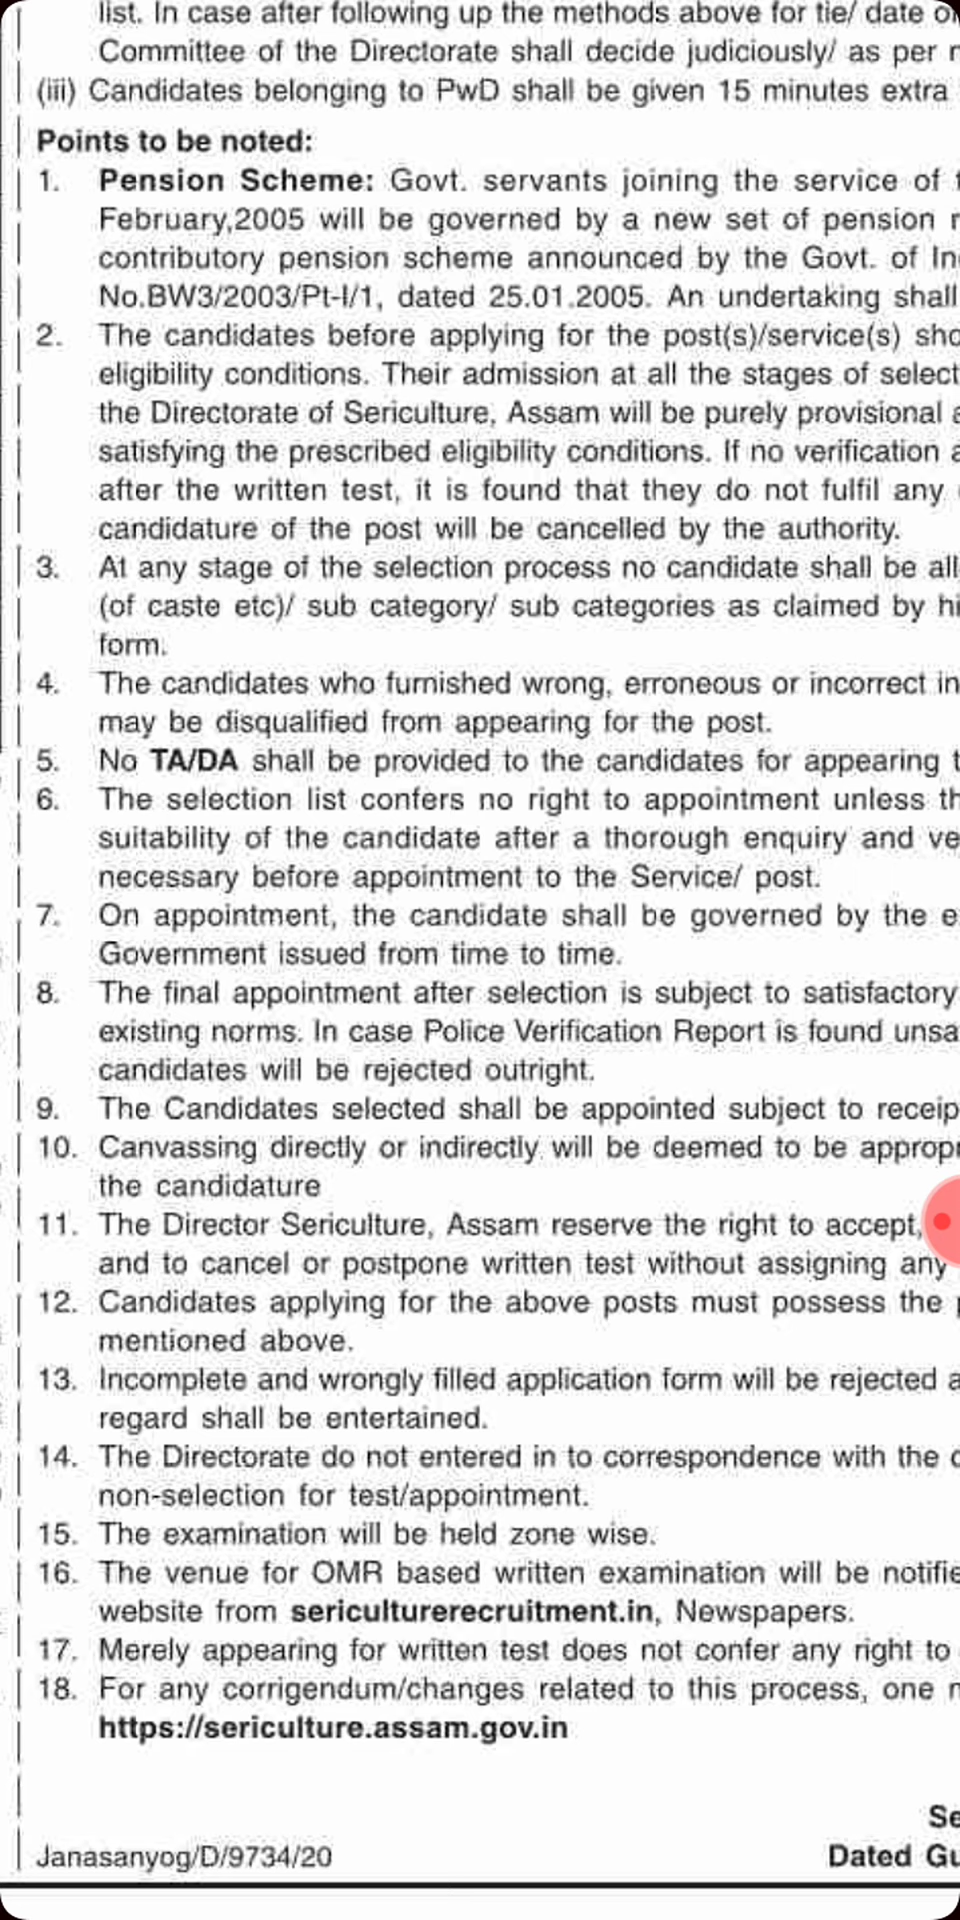 list. In case after following up the methods above for tie/ date
Committee of the Directorate shall decide judiciously/ as per
(iii) Candidates belonging to PwD shall be given 15 minutes extra
Points to be noted:
1. Pension Scheme: Govt. servants joining the service of
February,2005 will be governed by a new set of pension
contributory pension scheme announced by the Govt. of
No.BW3/2003/Pt-I/1, dated 25.01.2005. An undertaking shall
2. The candidates before applying for the post(s)/service(s)
eligibility conditions. Their admission at all the stages of
the Directorate of Sericulture, Assam will be purely provisional
satisfying the prescribed eligibility conditions. If no verification
after the written test, it is found that they do not fulfil any
candidature of the post will be cancelled by the authority.
3. At any stage of the selection process no candidate shall be
(of caste etc)/ sub category/ sub categories as claimed by
form.
4. The candidates who furnished wrong, erroneous or incorrect
may be disqualified from appearing for the post.
5. No TA/DA shall be provided to the candidates for appearing
6. The selection list confers no right to appointment unless
suitability of the candidate after a thorough enquiry and
necessary before appointment to the Service/ post.
7. On appointment, the candidate shall be governed by the
Government issued from time to time.
8. The final appointment after selection is subject to satisfactory
existing norms. In case Police Verification Report is found
candidates will be rejected outright.
9. The Candidates selected shall be appointed subject to
10. Canvassing directly or indirectly will be deemed to be
the candidature
11. The Director Sericulture, Assam reserve the right to accept,
and to cancel or postpone written test without assigning any
12. Candidates applying for the above posts must possess the
mentioned above.
13. Incomplete and wrongly filled application form will be rejected
regard shall be entertained.
14. The Directorate do not entered in to correspondence with the
non-selection for test/appointment.
15. The examination will be held zone wise.
16. The venue for OMR based written examination will be
website from sericulturerecruitment.in, Newspapers.
17. Merely appearing for written test does not confer any right to
18. For any corrigendum/changes related to this process, one
https://sericulture.assam.gov.in
Janasanyog/D/9734/20
Dated